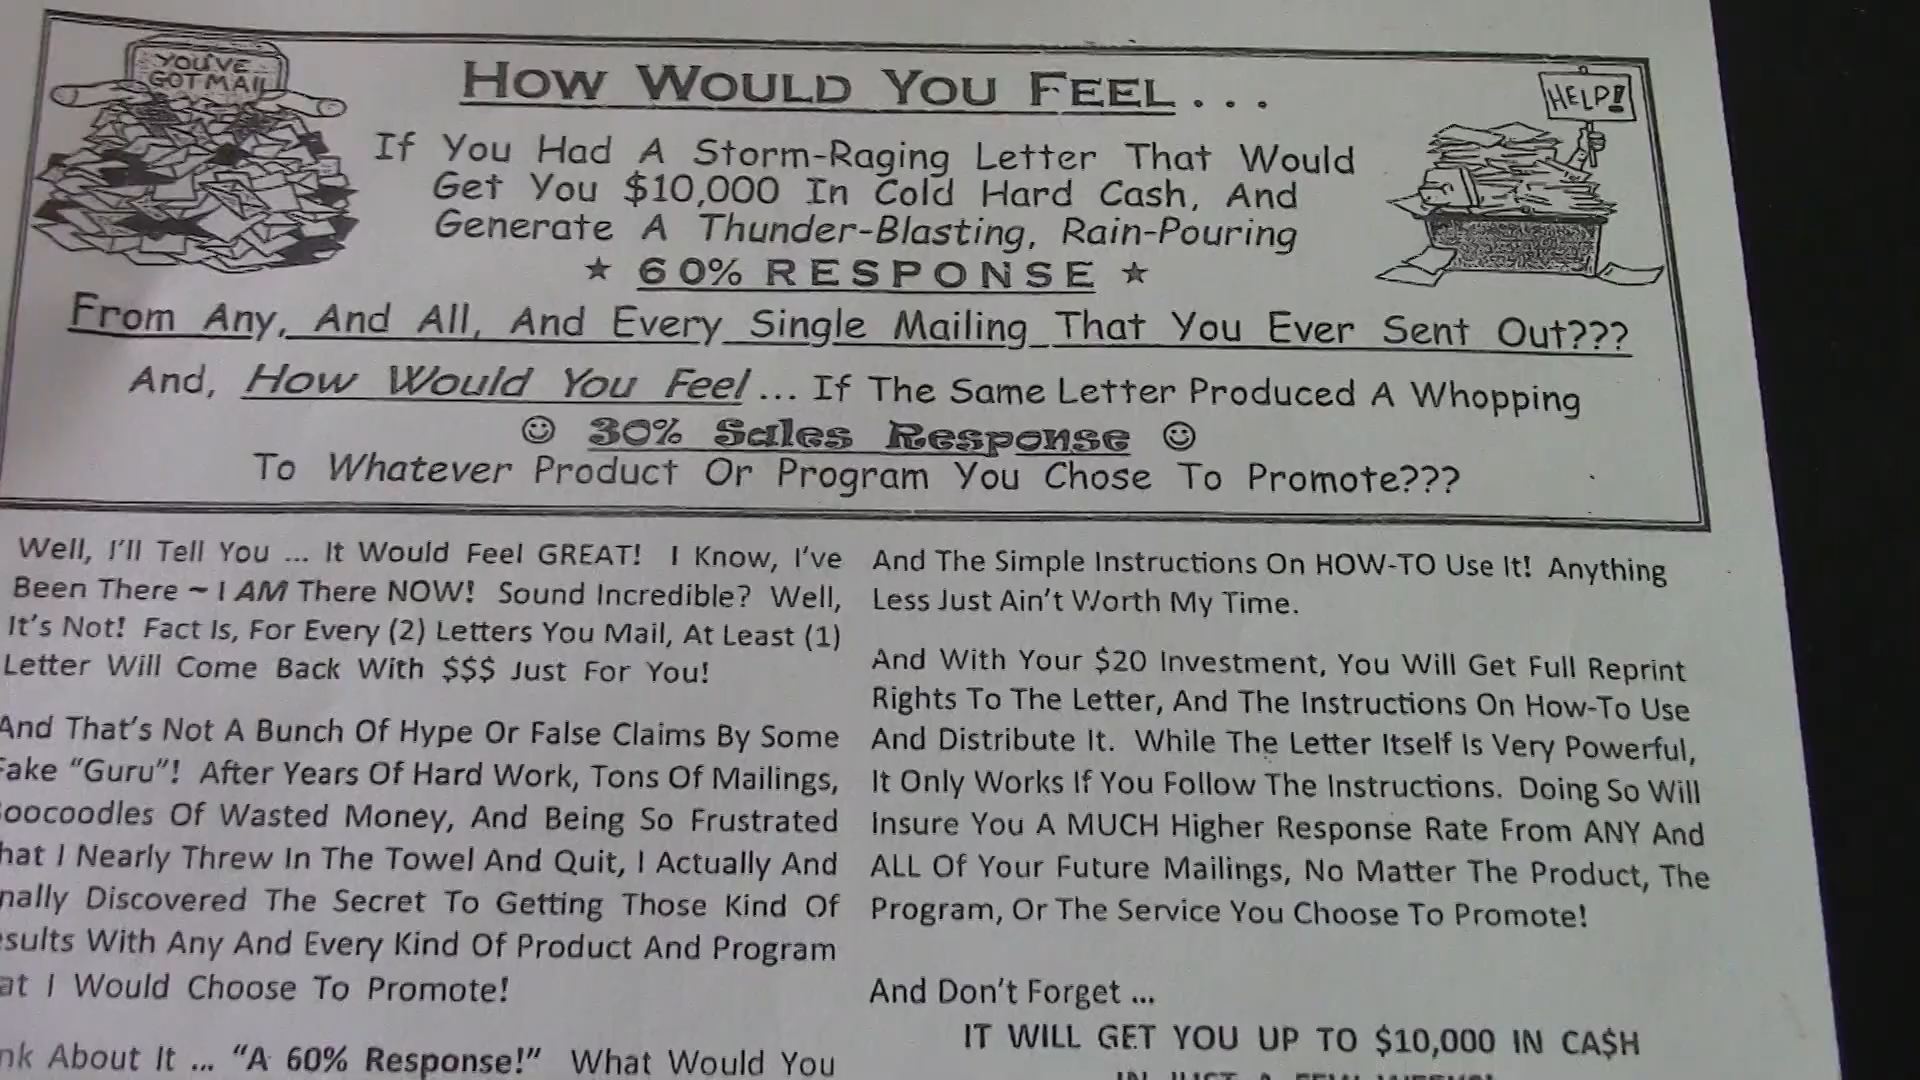 YOU'VE
GOT MAIL
HELP!
HOW WOULD YOU FEEL...
If You Had A Storm-Raging Letter That Would
Get You $10,000 In Cold Hard Cash, And
Generate A Thunder-Blasting, Rain-Pouring
★ 60% RESPONSE ★
From Any, And All, And Every Single Mailing That You Ever Sent Out???
And, How Would You Feel... If The Same Letter Produced A Whopping
☺ 30% Sales Response ☺
To Whatever Product Or Program You Chose To Promote???
Well, I'll Tell You ... It Would Feel GREAT! I Know, I've
Been There ~ I AM There NOW! Sound Incredible? Well,
It's Not! Fact Is, For Every (2) Letters You Mail, At Least (1)
Letter Will Come Back With $$$ Just For You!
And That's Not A Bunch Of Hype Or False Claims By Some
Fake "Guru"! After Years Of Hard Work, Tons Of Mailings,
Of Wasted Money, And Being So Frustrated
I Nearly Threw In The Towel And Quit, I Actually And
Discovered The Secret To Getting Those Kind Of
With Any And Every Kind Of Product And Program
I Would Choose To Promote!
About It ... "A 60% Response!" What Would You
And The Simple Instructions On HOW-TO Use It! Anything
Less Just Ain't Worth My Time.
And With Your $20 Investment, You Will Get Full Reprint
Rights To The Letter, And The Instructions On How-To Use
And Distribute It. While The Letter Itself Is Very Powerful,
It Only Works If You Follow The Instructions. Doing So Will
Insure You A MUCH Higher Response Rate From ANY And
ALL Of Your Future Mailings, No Matter The Product, The
Program, Or The Service You Choose To Promote!
And Don't Forget ...
IT WILL GET YOU UP TO $10,000 IN CA$H